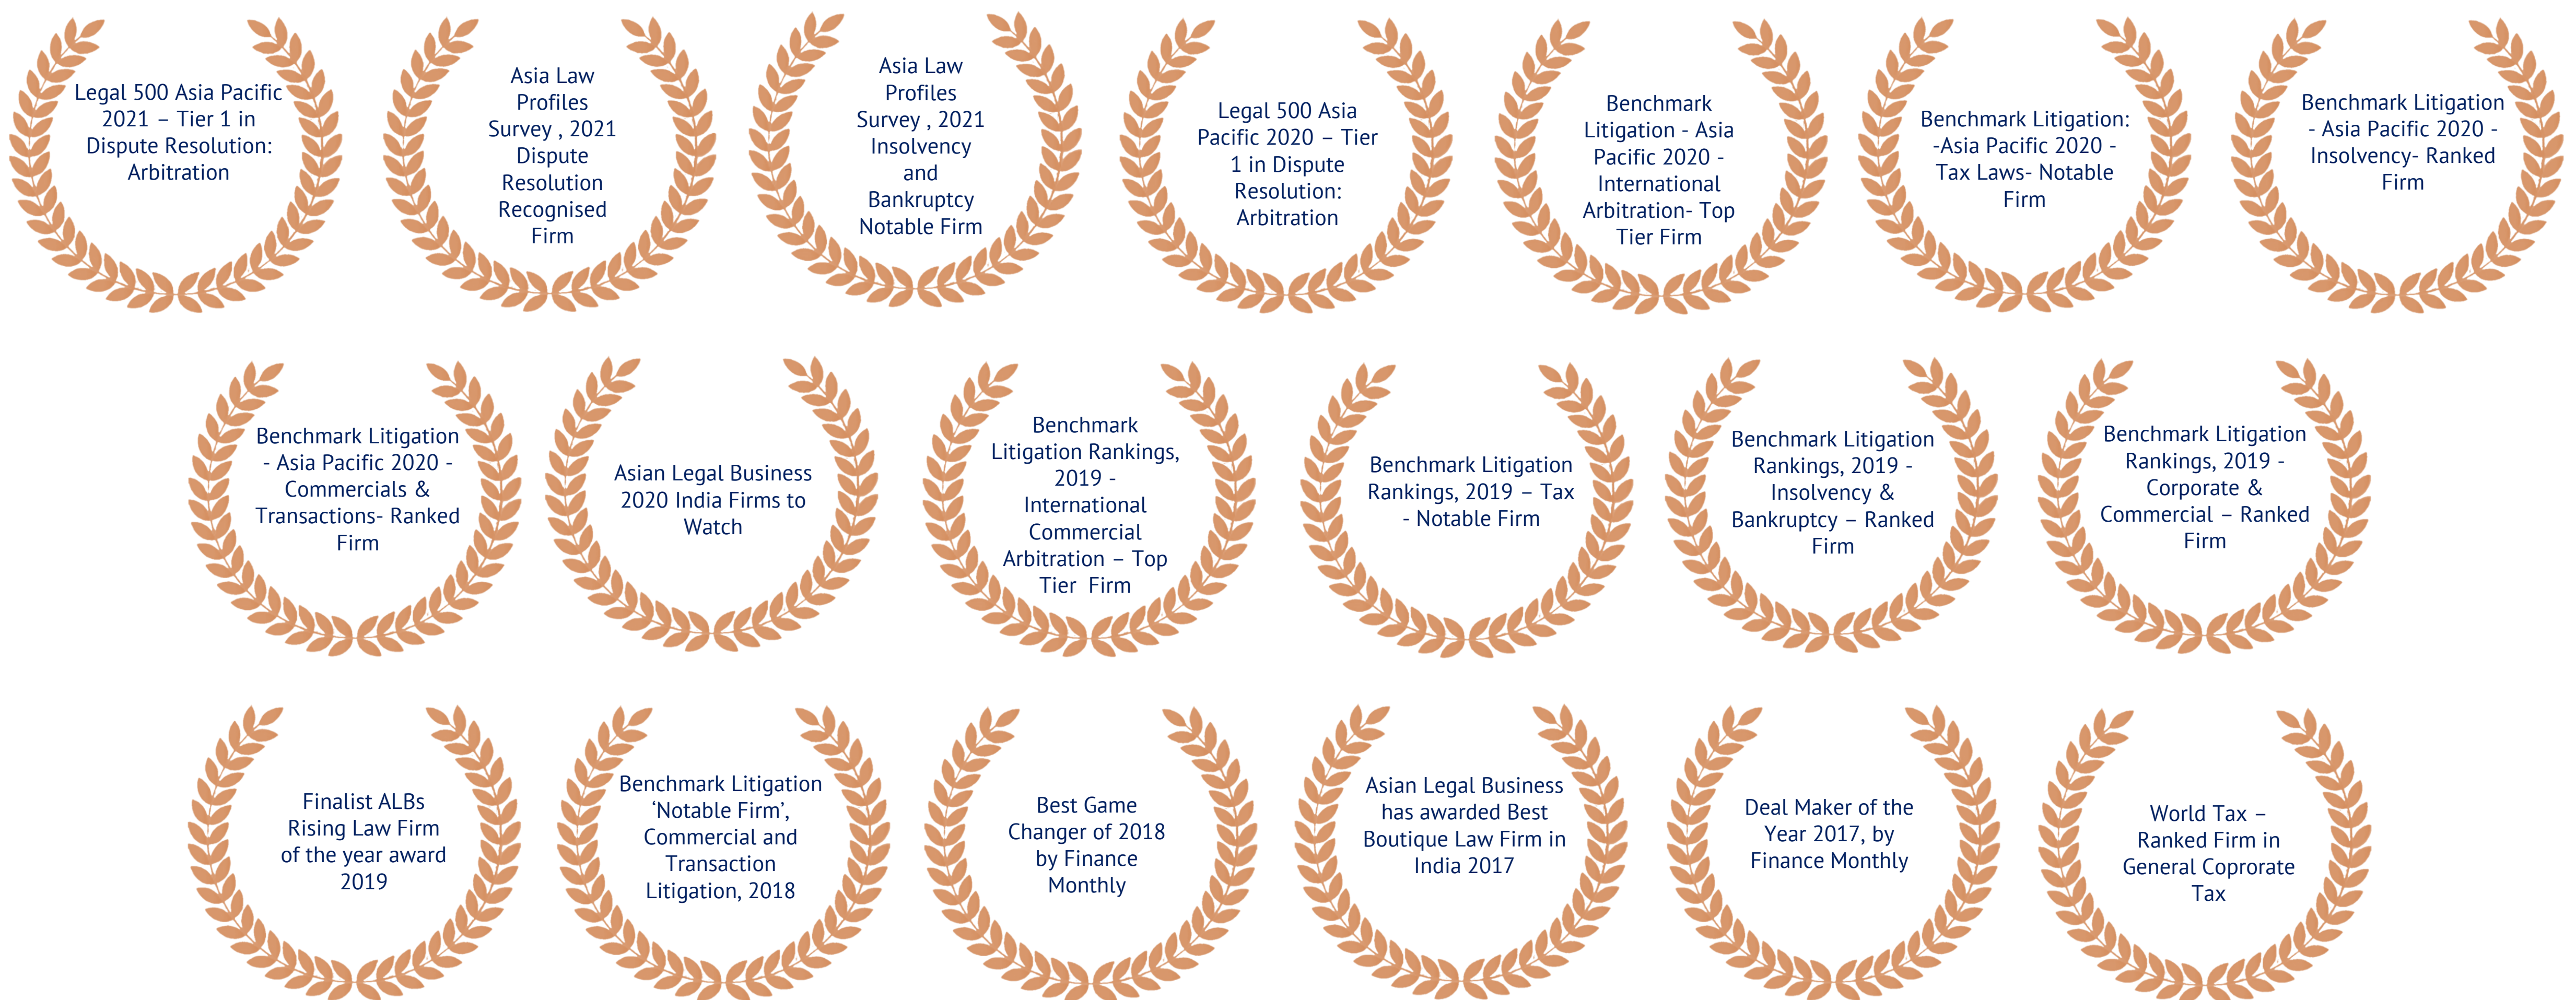 Legal 500 Asia Pacific
2021 – Tier 1 in
Dispute Resolution:
Arbitration
Asia Law
Profiles
Survey , 2021
Dispute
Resolution
Recognised
Firm
Asia Law
Profiles
Survey , 2021
Insolvency
and
Bankruptcy
Notable Firm
Legal 500 Asia
Pacific 2020 – Tier
1 in Dispute
Resolution:
Arbitration
Benchmark
Litigation - Asia
Pacific 2020 -
International
Arbitration- Top
Tier Firm
Benchmark Litigation:
-Asia Pacific 2020 -
Tax Laws- Notable
Firm
Benchmark Litigation
- Asia Pacific 2020 -
Insolvency- Ranked
Firm
Benchmark Litigation
- Asia Pacific 2020 -
Commercials &
Transactions- Ranked
Firm
Asian Legal Business
2020 India Firms to
Watch
Benchmark
Litigation Rankings,
2019 -
International
Commercial
Arbitration – Top
Tier Firm
Benchmark Litigation
Rankings, 2019 – Tax
- Notable Firm
Benchmark Litigation
Rankings, 2019 -
Insolvency &
Bankruptcy – Ranked
Firm
Benchmark Litigation
Rankings, 2019 -
Corporate &
Commercial – Ranked
Firm
Finalist ALBs
Rising Law Firm
of the year award
2019
Benchmark Litigation
‘Notable Firm’,
Commercial and
Transaction
Litigation, 2018
Best Game
Changer of 2018
by Finance
Monthly
Asian Legal Business
has awarded Best
Boutique Law Firm in
India 2017
Deal Maker of the
Year 2017, by
Finance Monthly
World Tax –
Ranked Firm in
General Coprorate
Tax